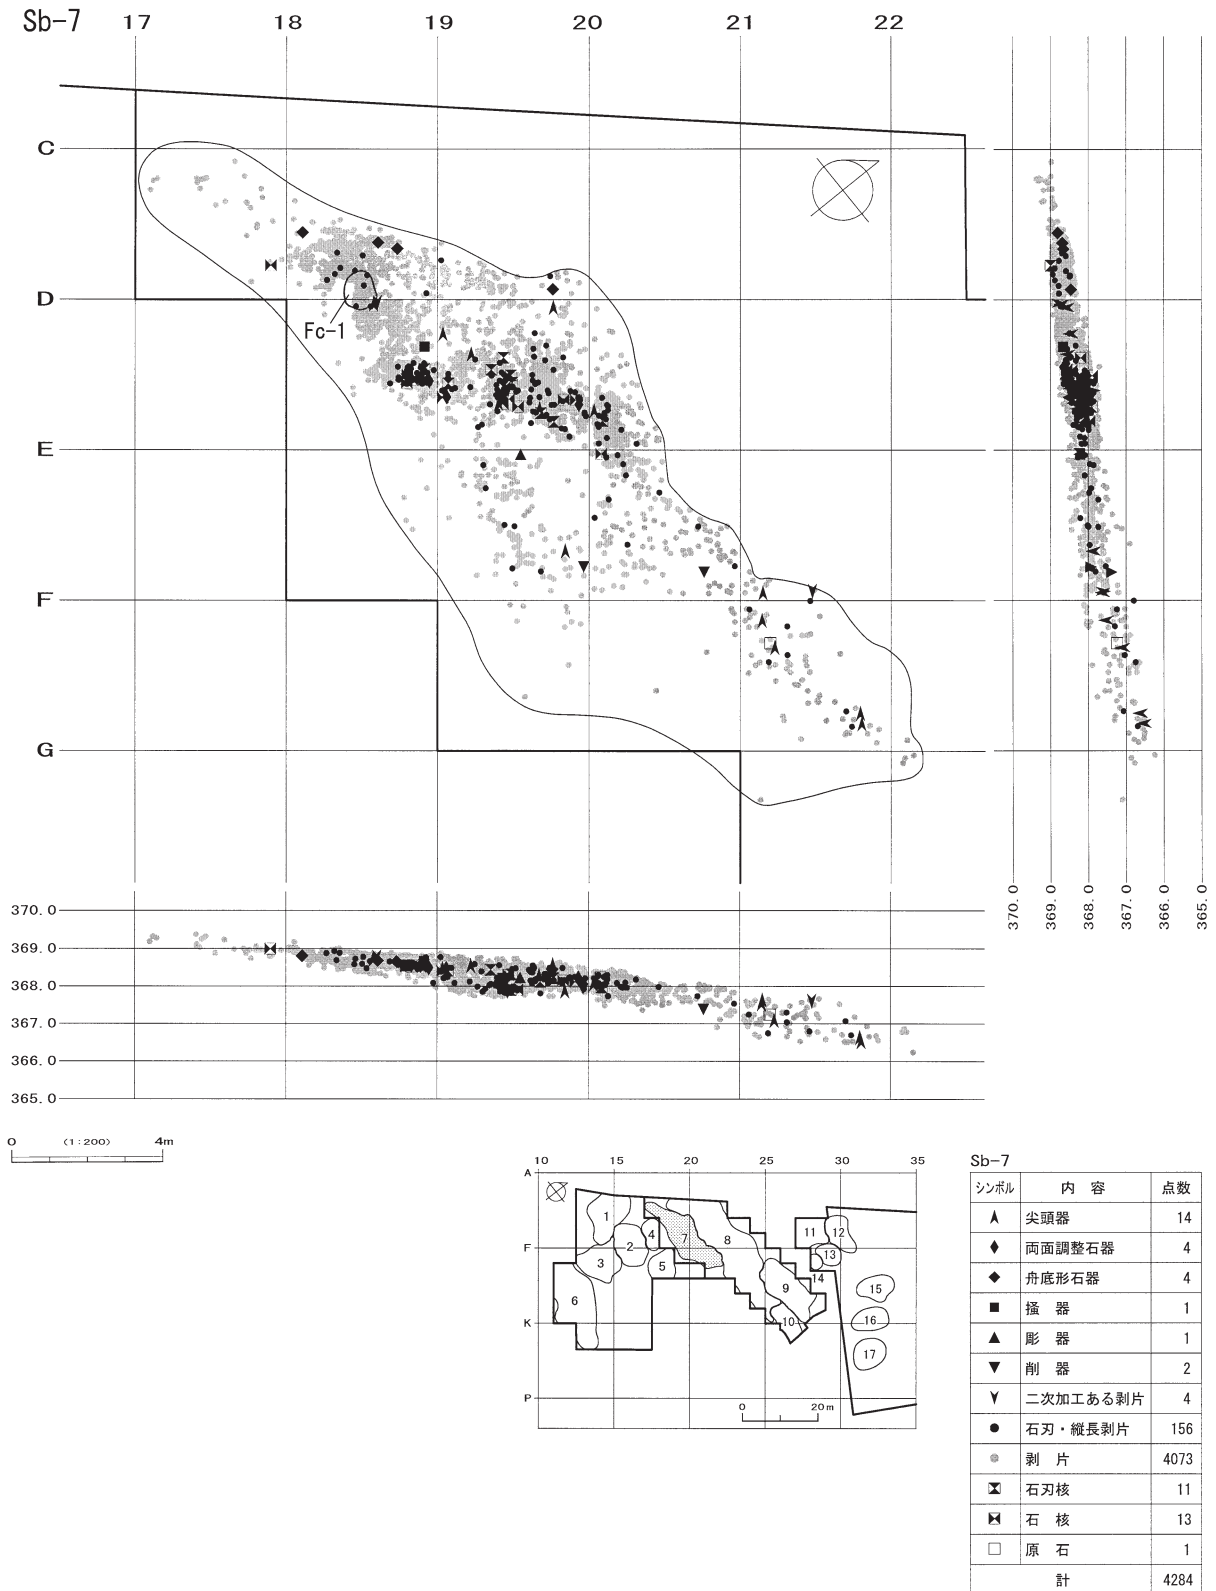 Sb-7
17 18 19 20 21 22
C
D
Fc-1
E
F
G
370.0 369.0 368.0 367.0 366.0 365.0
370.0
369.0
368.0
367.0
366.0
365.0
0 (1:200) 4m
10 15 20 25 30 35
A
F
K
P
1
2
3
4
5
6
7
8
9
10
11
12
13
14
15
16
17
0 20m
Sb-7
シンボル 内 容 点数
尖頭器 14
両面調整石器 4
舟底形石器 4
掻 器 1
彫 器 1
削 器 2
二次加工ある剥片 4
石刃・縦長剥片 156
剥 片 4073
石刃核 11
石 核 13
原 石 1
計 4284